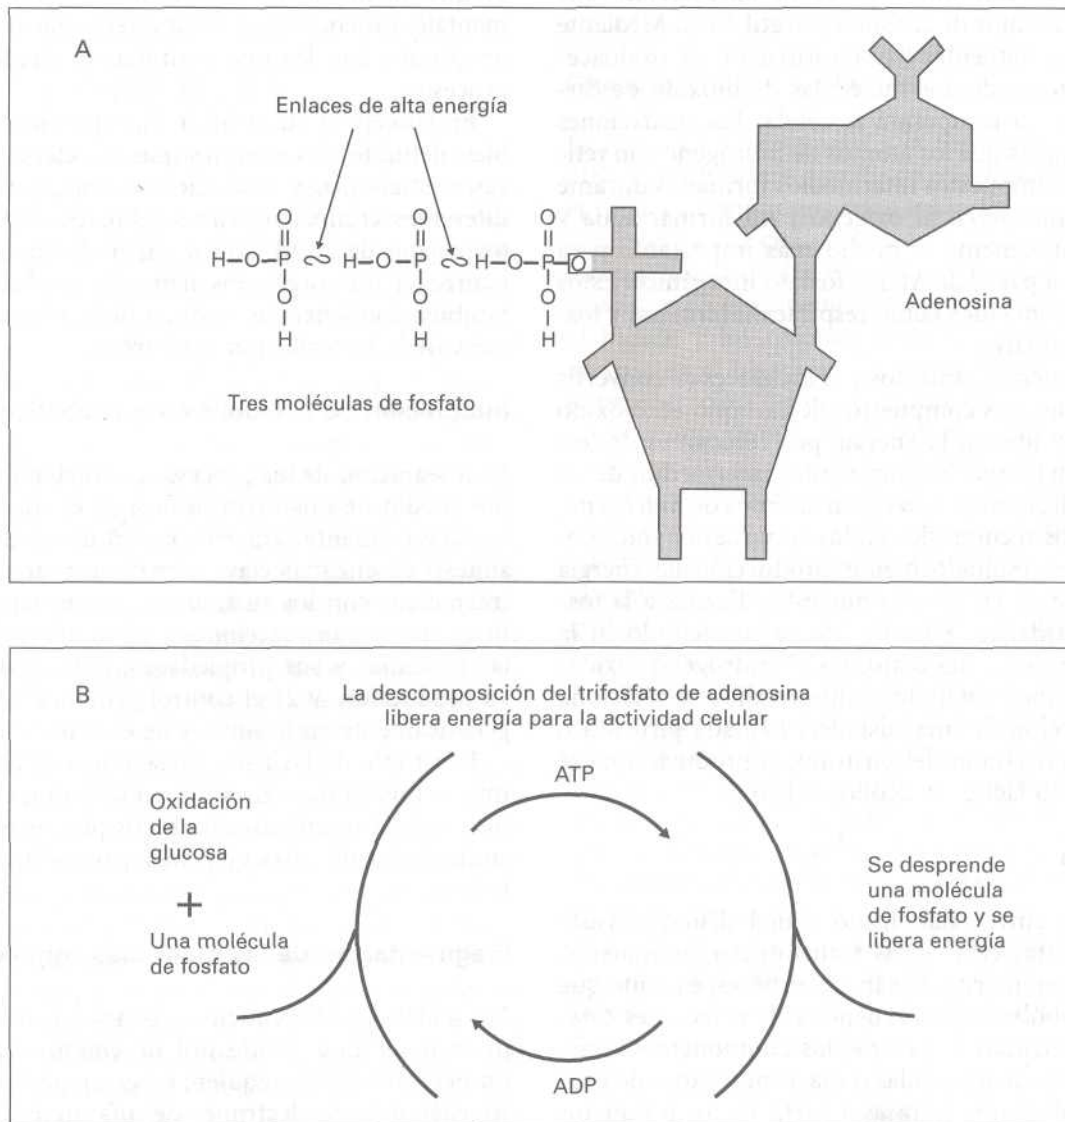 A
Enlaces de alta energía
O O O
H–O–P H–O–P H–O–P O
O O O
H H H
Adenosina
Tres moléculas de fosfato
B
La descomposición del trifosfato de adenosina
libera energía para la actividad celular
ATP
Oxidación
de la
glucosa
+
Una molécula
de fosfato
Se desprende
una molécula
de fosfato y se
libera energía
ADP